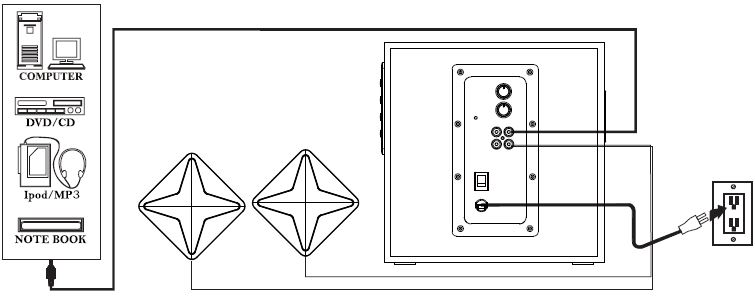 COMPUTER
DVD/CD
Ipod/MP3
NOTE BOOK